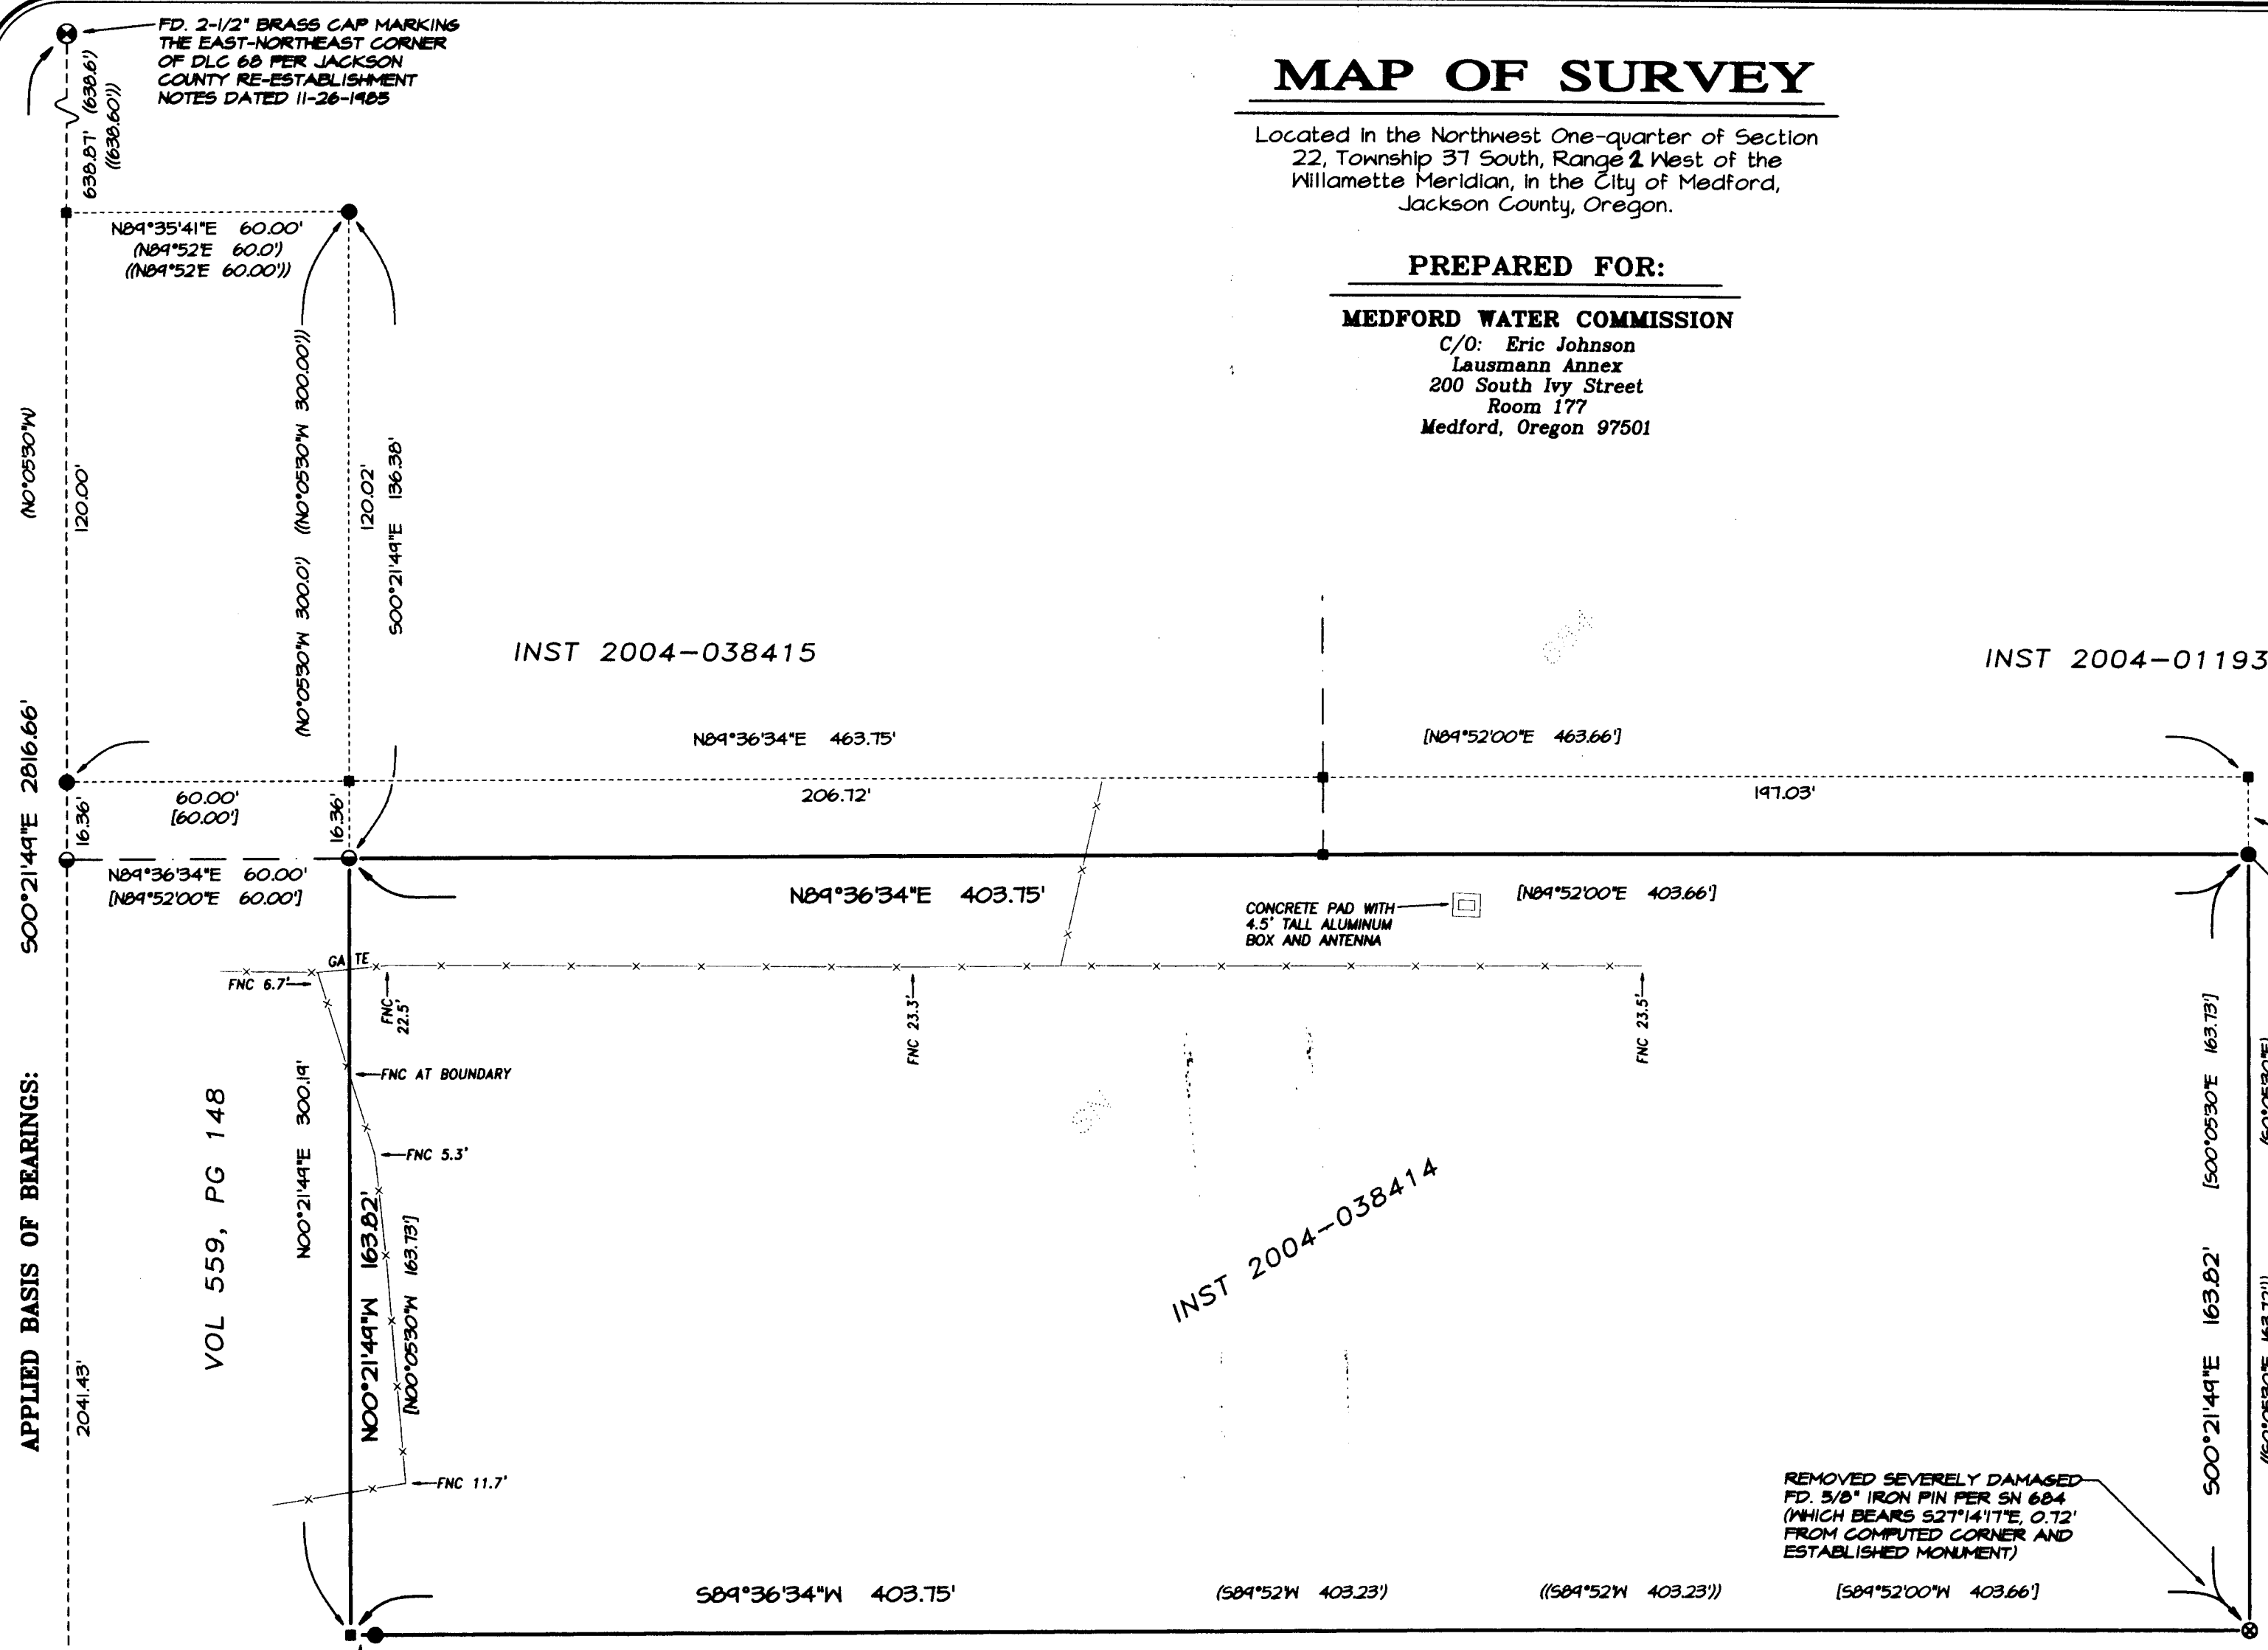 FD. 2-1/2" BRASS CAP MARKING
THE EAST-NORTHEAST CORNER
OF DLC 68 PER JACKSON
COUNTY RE-ESTABLISHMENT
NOTES DATED 11-26-1985
MAP OF SURVEY
Located in the Northwest One-quarter of Section
22, Township 37 South, Range 2 West of the
Willamette Meridian, in the City of Medford,
Jackson County, Oregon.
PREPARED FOR:
MEDFORD WATER COMMISSION
C/O: Eric Johnson
Lausmann Annex
200 South Ivy Street
Room 177
Medford, Oregon 97501
638.87' (638.6')
((638.60'))
N89°35'41"E 60.00'
(N89°52'E 60.0')
((N89°52'E 60.00'))
(N0°05'30"W)
120.00'
(N0°05'30"W 300.0') ((N0°05'30"W 300.00'))
120.02'
S00°21'49"E 136.38'
INST 2004-038415
INST 2004-01193
N89°36'34"E 463.75'
[N89°52'00"E 463.66']
60.00'
[60.00']
16.36'
16.36'
206.72'
197.03'
N89°36'34"E 60.00'
[N89°52'00"E 60.00']
N89°36'34"E 403.75'
[N89°52'00"E 403.66']
CONCRETE PAD WITH
4.5' TALL ALUMINUM
BOX AND ANTENNA
GATE
FNC 6.7'
FNC
22.5'
FNC 23.3'
FNC 23.5'
FNC AT BOUNDARY
FNC 5.3'
FNC 11.7'
APPLIED BASIS OF BEARINGS: S00°21'49"E 2816.66'
2041.43'
VOL 559, PG 148
N00°21'49"E 300.19'
N00°21'49"W 163.82'
[N00°05'30"W 163.73']
INST 2004-038414
S00°21'49"E 163.82' [S00°05'30"E 163.73']
REMOVED SEVERELY DAMAGED
FD. 5/8" IRON PIN PER SN 684
(WHICH BEARS S27°14'17"E, 0.72'
FROM COMPUTED CORNER AND
ESTABLISHED MONUMENT)
S89°36'34"W 403.75'
(S89°52'W 403.23')
((S89°52'W 403.23'))
[S89°52'00"W 403.66']